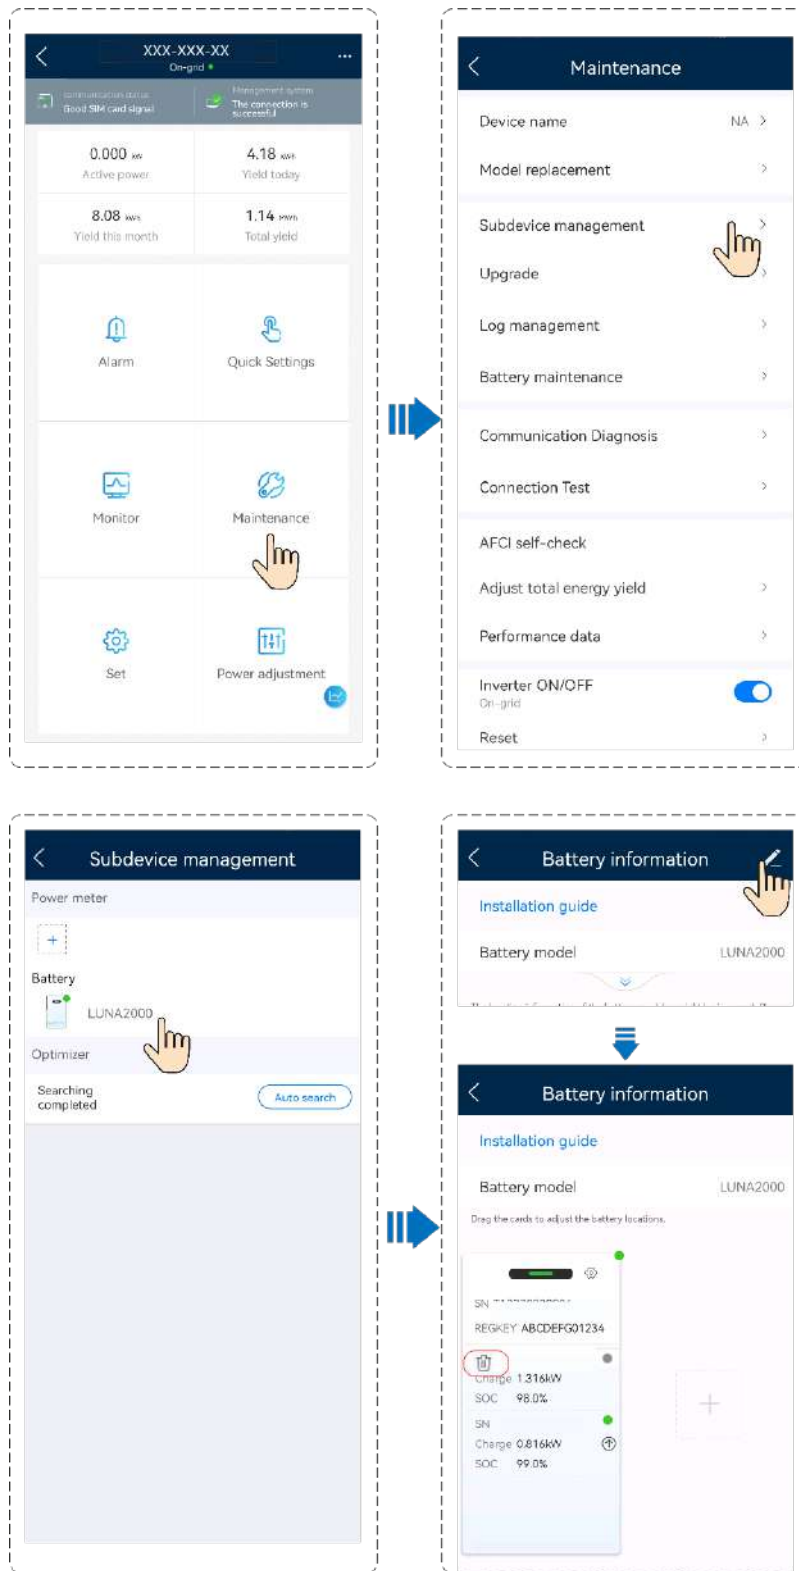 XXX-XXX-XX
On-grid
Communication status
Good SIM card signal
Management system
The connection is
successful
0.000 kW
Active power
4.18 kWh
Yield today
8.08 kWh
Yield this month
1.14 MWh
Total yield
Alarm
Quick Settings
Monitor
Maintenance
Set
Power adjustment
Maintenance
Device name
NA
Model replacement
Subdevice management
Upgrade
Log management
Battery maintenance
Communication Diagnosis
Connection Test
AFCI self-check
Adjust total energy yield
Performance data
Inverter ON/OFF
On-grid
Reset
Subdevice management
Power meter
Battery
LUNA2000
Optimizer
Searching
completed
Auto search
Battery information
Installation guide
Battery model
LUNA2000
Battery information
Installation guide
Battery model
LUNA2000
Drag the cards to adjust the battery locations.
SN
REGKEY ABCDEFG01234
Charge 1.316kW
SOC 98.0%
SN
Charge 0.816kW
SOC 99.0%